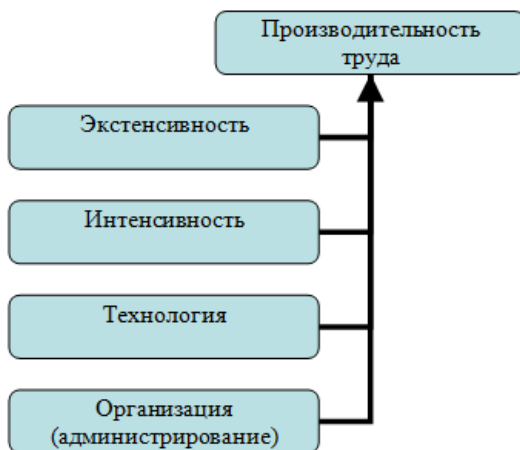 Производительность
труда
Экстенсивность
Интенсивность
Технология
Организация
(администрирование)